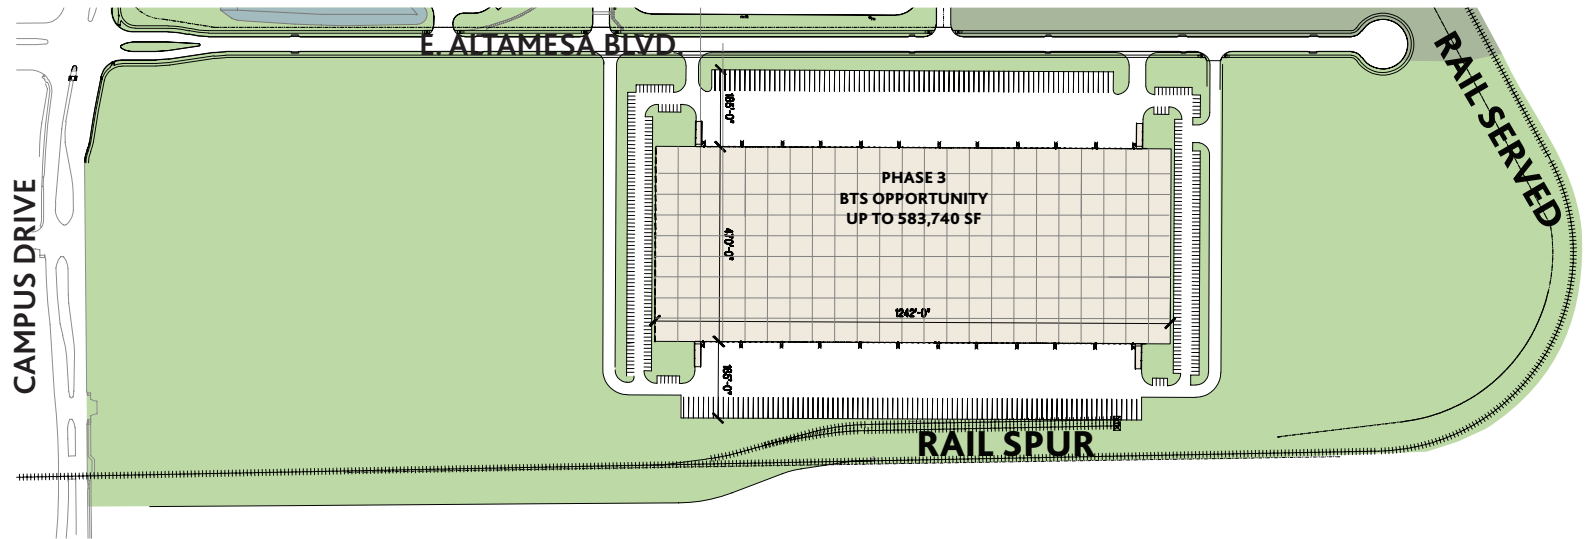 E. ALTAMESA BLVD.
RAIL SERVED
185'-0"
PHASE 3
BTS OPPORTUNITY
UP TO 583,740 SF
470'-0"
CAMPUS DRIVE
1242'-0"
185'-0"
RAIL SPUR